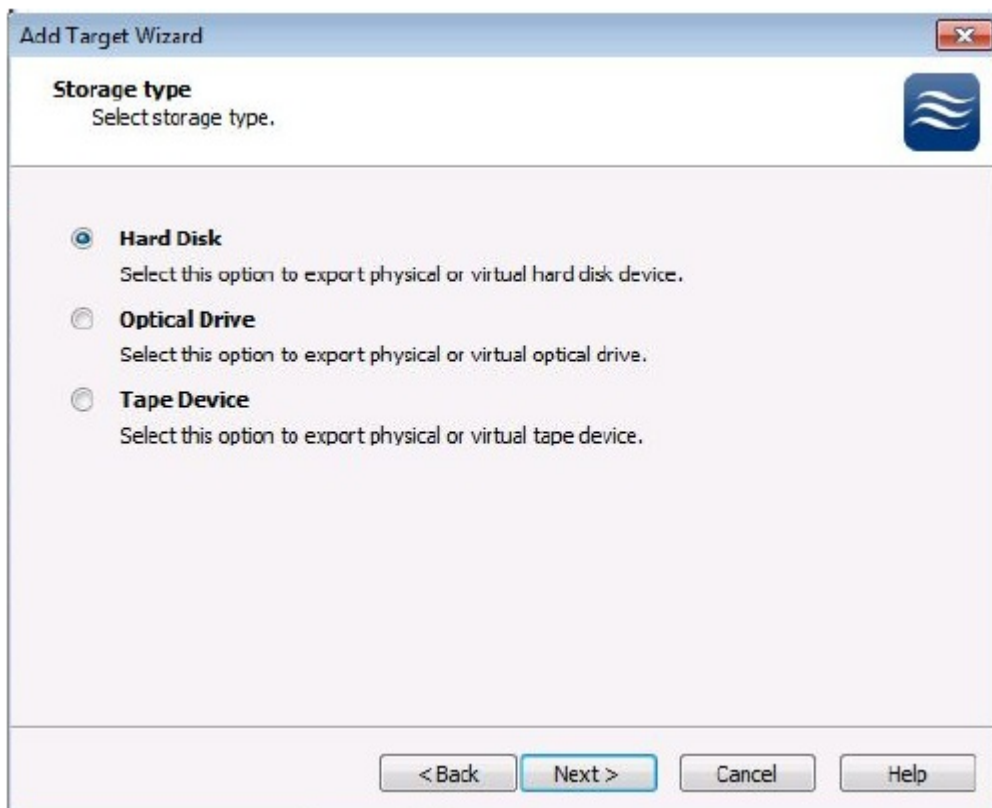 Add Target Wizard
Storage type
Select storage type.
Hard Disk
Select this option to export physical or virtual hard disk device.
Optical Drive
Select this option to export physical or virtual optical drive.
Tape Device
Select this option to export physical or virtual tape device.
< Back Next > Cancel Help